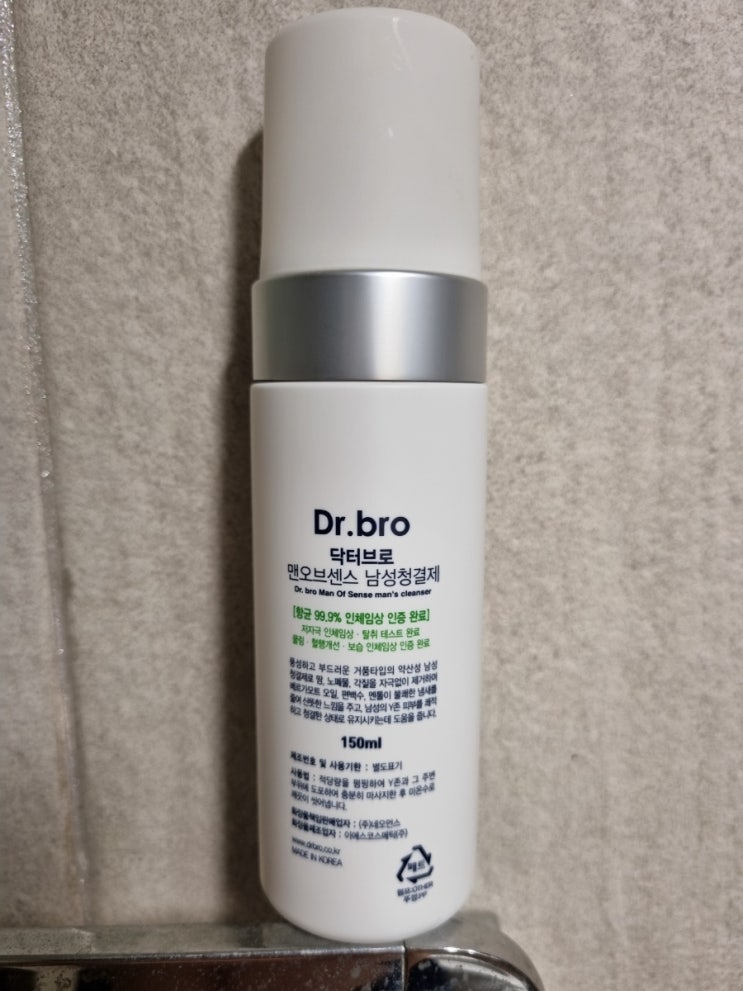 Dr.bro
닥터브로
맨오브센스 남성청결제
Dr. bro Man Of Sense man's cleanser
[항균 99.9% 인체임상 인증 완료]
저자극 인체임상 · 탈취 테스트 완료
쿨링 · 혈행개선 · 보습 인체임상 인증 완료
풍성하고 부드러운 거품타입의 약산성 남성
청결제로 땀, 노폐물, 각질을 자극없이 제거하며
베르가모트 오일, 편백수, 멘톨이 불쾌한 냄새를
줄여 산뜻한 느낌을 주고, 남성의 Y존 피부를 쾌적
하고 청결한 상태로 유지시키는데 도움을 줍니다.
150ml
제조번호 및 사용기한 : 별도표기
사용법 : 적당량을 펌핑하여 Y존과 그 주변
부위에 도포하여 충분히 마사지한 후 미온수로
깨끗이 씻어냅니다.
화장품책임판매업자 : (주)네오먼스
화장품제조업자 : 아에스코스메틱(주)
www.drbro.co.kr
MADE IN KOREA
페트
펌프:OTHER
뚜껑:PP